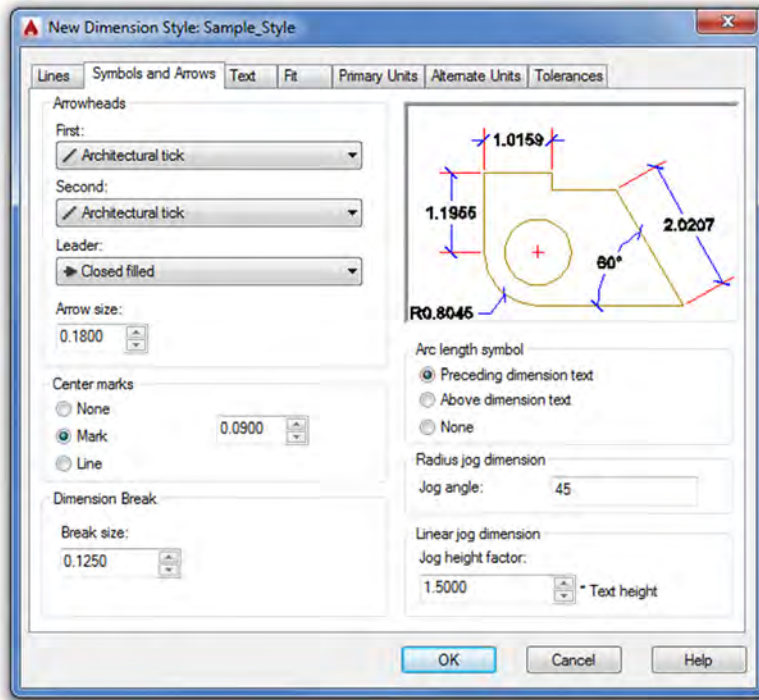 New Dimension Style: Sample_Style
Lines
Symbols and Arrows
Text
Fit
Primary Units
Alternate Units
Tolerances
Arrowheads
First:
Architectural tick
Second:
Architectural tick
Leader:
Closed filled
Arrow size:
0.1800
Center marks
None
Mark
Line
0.0900
Dimension Break
Break size:
0.1250
1.0159
1.1955
2.0207
60°
R0.8045
Arc length symbol
Preceding dimension text
Above dimension text
None
Radius jog dimension
Jog angle:
45
Linear jog dimension
Jog height factor:
1.5000
* Text height
OK
Cancel
Help